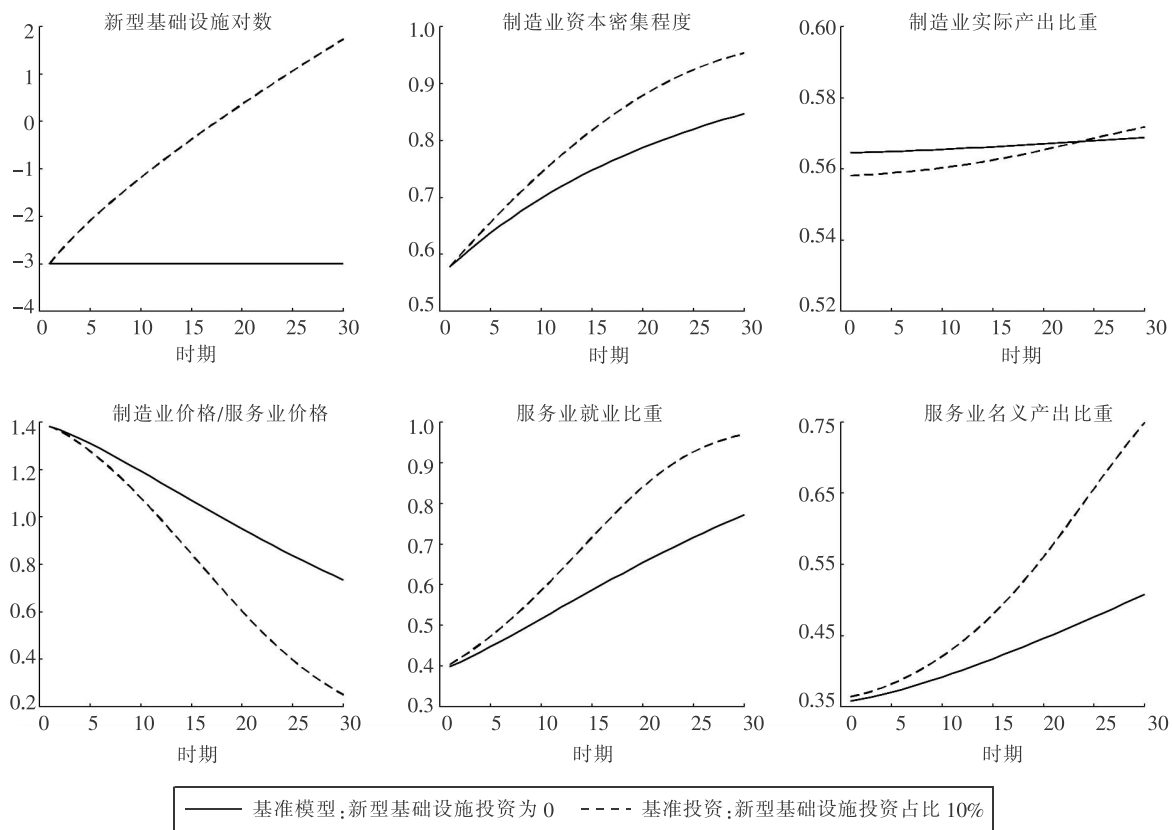 新型基础设施对数
2
1
0
-1
-2
-3
-4
0 5 10 15 20 25 30
时期
制造业资本密集程度
1.0
0.9
0.8
0.7
0.6
0.5
0 5 10 15 20 25 30
时期
制造业实际产出比重
0.60
0.58
0.56
0.54
0.52
0 5 10 15 20 25 30
时期
制造业价格/服务业价格
1.4
1.2
1.0
0.8
0.6
0.4
0.2
0 5 10 15 20 25 30
时期
服务业就业比重
1.0
0.9
0.8
0.7
0.6
0.5
0.4
0.3
0 5 10 15 20 25 30
时期
服务业名义产出比重
0.75
0.65
0.55
0.45
0.35
0 5 10 15 20 25 30
时期
基准模型:新型基础设施投资为 0 基准投资:新型基础设施投资占比 10%